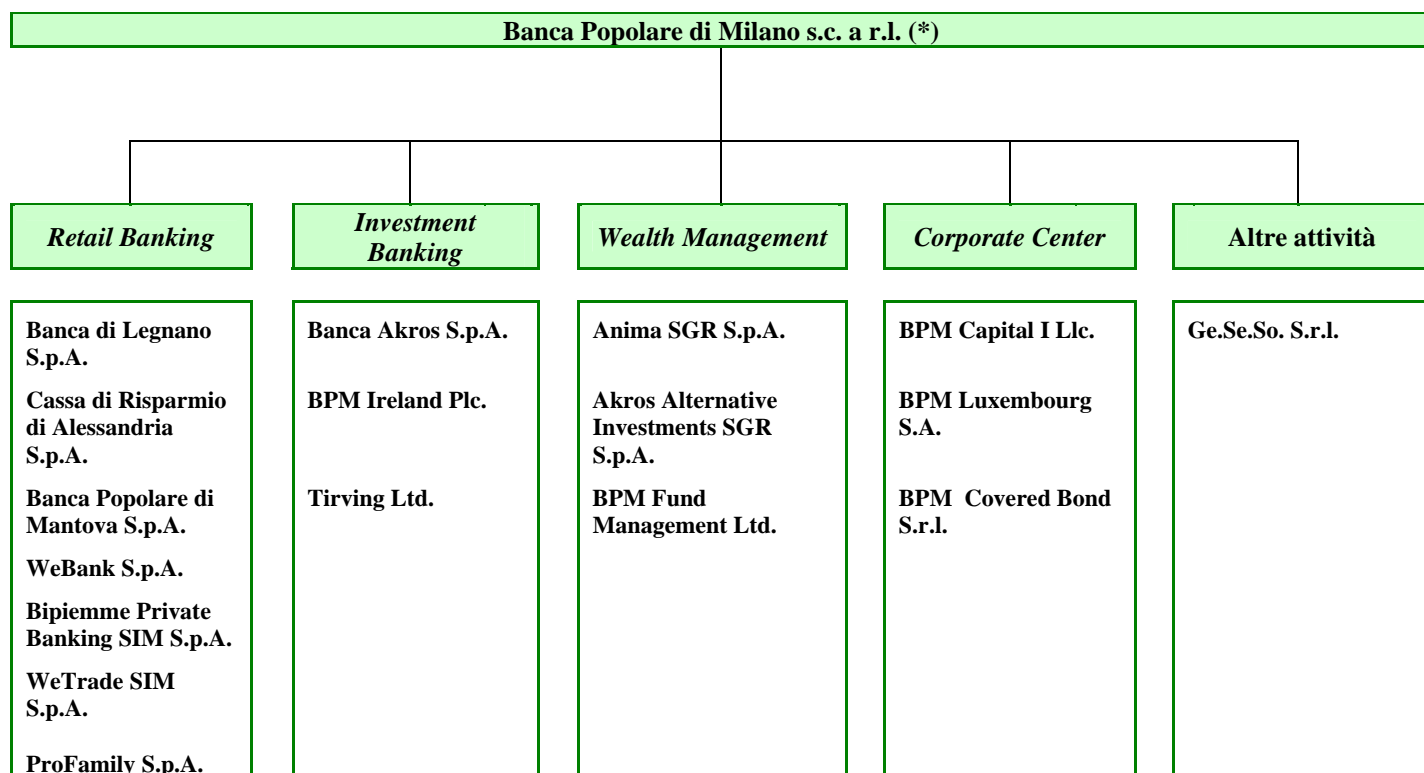 Banca Popolare di Milano s.c. a r.l. (*)
Retail Banking
Investment
Banking
Wealth Management
Corporate Center
Altre attività
Banca di Legnano
S.p.A.
Cassa di Risparmio
di Alessandria
S.p.A.
Banca Popolare di
Mantova S.p.A.
WeBank S.p.A.
Bipiemme Private
Banking SIM S.p.A.
WeTrade SIM
S.p.A.
ProFamily S.p.A.
Banca Akros S.p.A.
BPM Ireland Plc.
Tirving Ltd.
Anima SGR S.p.A.
Akros Alternative
Investments SGR
S.p.A.
BPM Fund
Management Ltd.
BPM Capital I Llc.
BPM Luxembourg
S.A.
BPM Covered Bond
S.r.l.
Ge.Se.So. S.r.l.